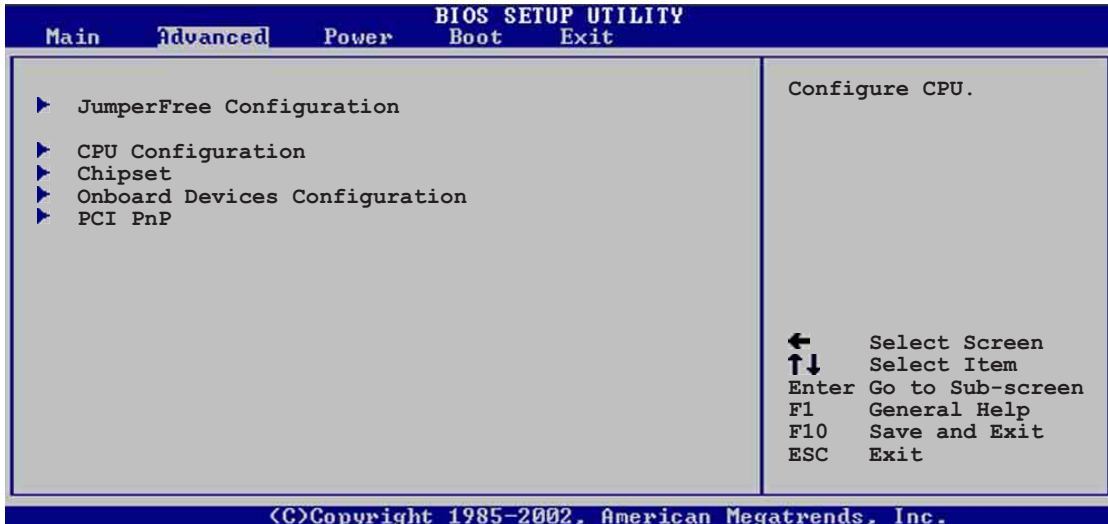 BIOS SETUP UTILITY
Main Advanced Power Boot Exit
JumperFree Configuration
CPU Configuration
Chipset
Onboard Devices Configuration
PCI PnP
Configure CPU.
← Select Screen
↑↓ Select Item
Enter Go to Sub-screen
F1 General Help
F10 Save and Exit
ESC Exit
(C)Copyright 1985-2002, American Megatrends, Inc.